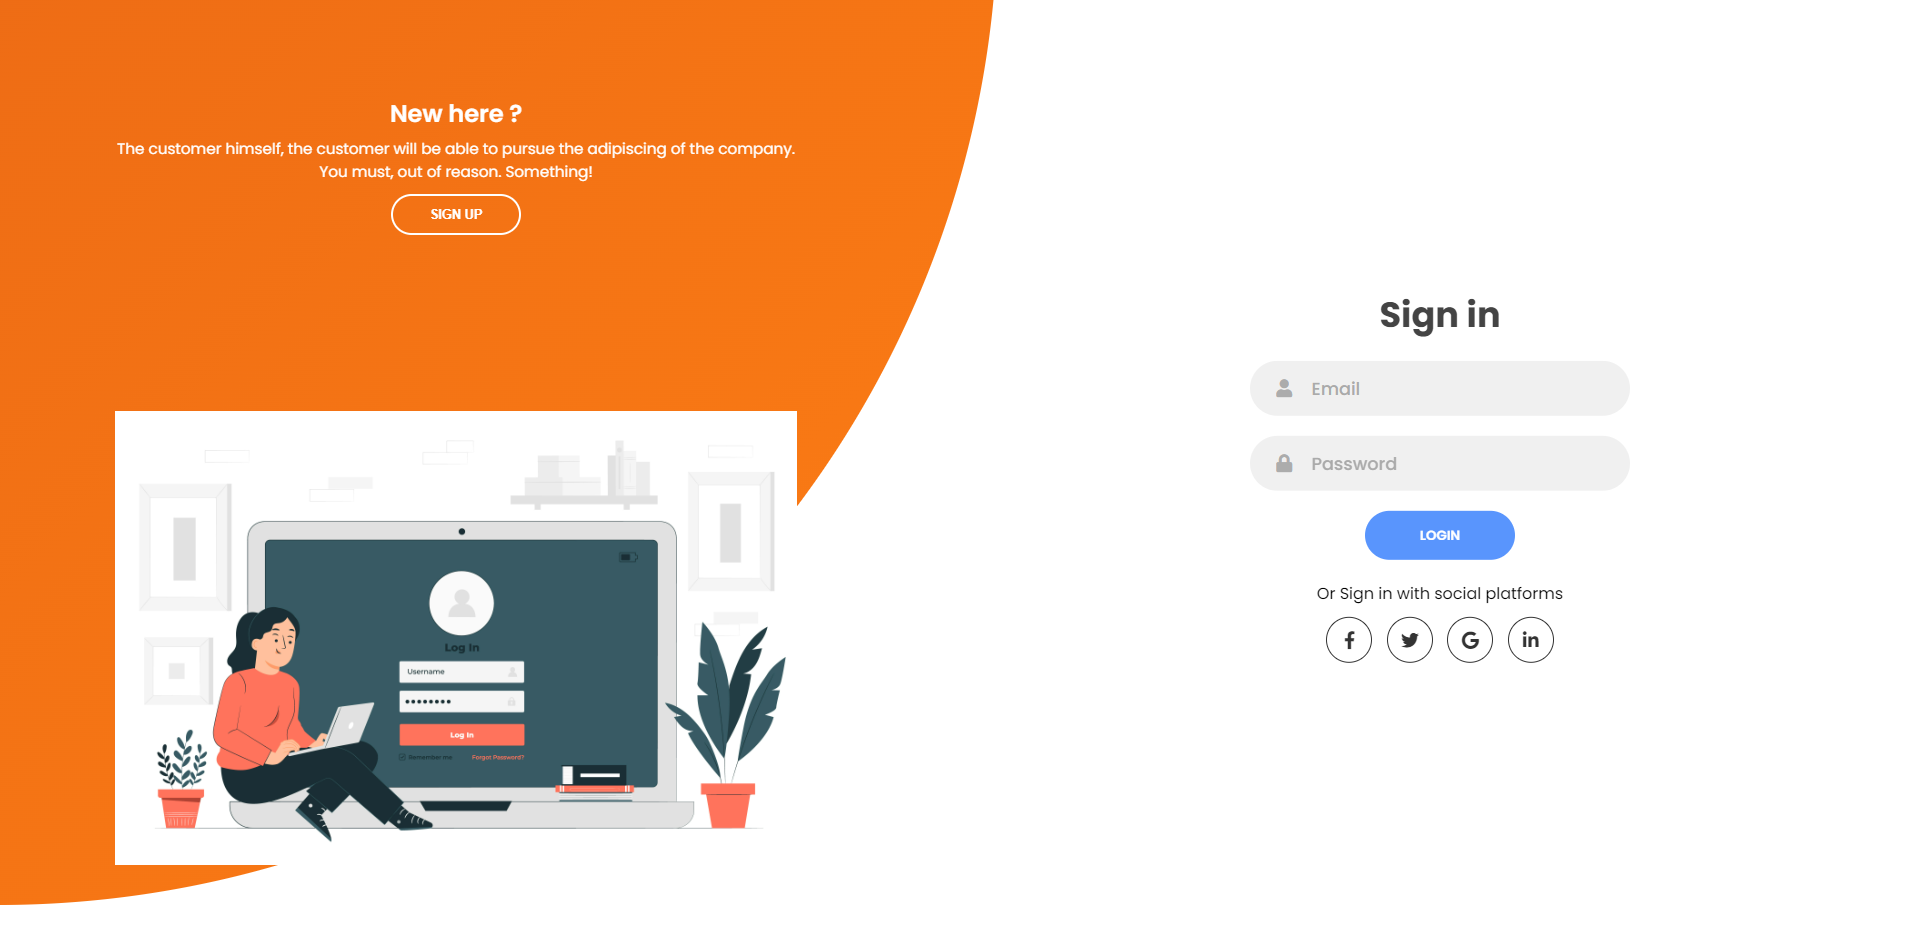 New here ?
The customer himself, the customer will be able to pursue the adipiscing of the company.
You must, out of reason. Something!
SIGN UP
Log In
Username
Log In
Remember me
Forgot Password?
Sign in
Email
Password
LOGIN
Or Sign in with social platforms